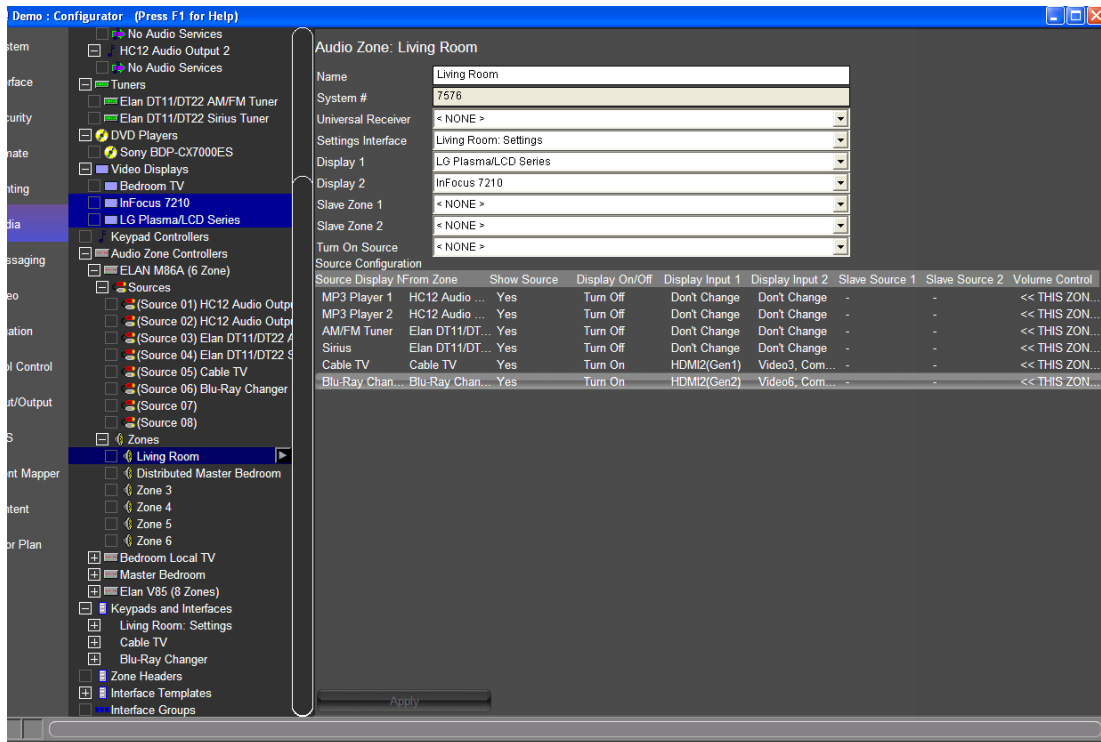 ! Demo : Configurator (Press F1 for Help)
stem
rface
curity
mate
hting
dia
ssaging
eo
ation
ol Control
ut/Output
S
nt Mapper
ntent
or Plan
No Audio Services
HC12 Audio Output 2
No Audio Services
Tuners
Elan DT11/DT22 AM/FM Tuner
Elan DT11/DT22 Sirius Tuner
DVD Players
Sony BDP-CX7000ES
Video Displays
Bedroom TV
InFocus 7210
LG Plasma/LCD Series
Keypad Controllers
Audio Zone Controllers
ELAN M86A (6 Zone)
Sources
(Source 01) HC12 Audio Outpu
(Source 02) HC12 Audio Outpu
(Source 03) Elan DT11/DT22 A
(Source 04) Elan DT11/DT22 S
(Source 05) Cable TV
(Source 06) Blu-Ray Changer
(Source 07)
(Source 08)
Zones
Living Room
Distributed Master Bedroom
Zone 3
Zone 4
Zone 5
Zone 6
Bedroom Local TV
Master Bedroom
Elan V85 (8 Zones)
Keypads and Interfaces
Living Room: Settings
Cable TV
Blu-Ray Changer
Zone Headers
Interface Templates
Interface Groups
Audio Zone: Living Room
Name Living Room
System # 7576
Universal Receiver < NONE >
Settings Interface Living Room: Settings
Display 1 LG Plasma/LCD Series
Display 2 InFocus 7210
Slave Zone 1 < NONE >
Slave Zone 2 < NONE >
Turn On Source < NONE >
Source Configuration
Source Display N From Zone Show Source Display On/Off Display Input 1 Display Input 2 Slave Source 1 Slave Source 2 Volume Control
MP3 Player 1 HC12 Audio ... Yes Turn Off Don't Change Don't Change - - << THIS ZON...
MP3 Player 2 HC12 Audio ... Yes Turn Off Don't Change Don't Change - - << THIS ZON...
AM/FM Tuner Elan DT11/DT... Yes Turn Off Don't Change Don't Change - - << THIS ZON...
Sirius Elan DT11/DT... Yes Turn Off Don't Change Don't Change - - << THIS ZON...
Cable TV Cable TV Yes Turn On HDMI2(Gen1) Video3, Com... - - << THIS ZON...
Blu-Ray Chan... Blu-Ray Chan... Yes Turn On HDMI2(Gen2) Video6, Com... - - << THIS ZON...
Apply